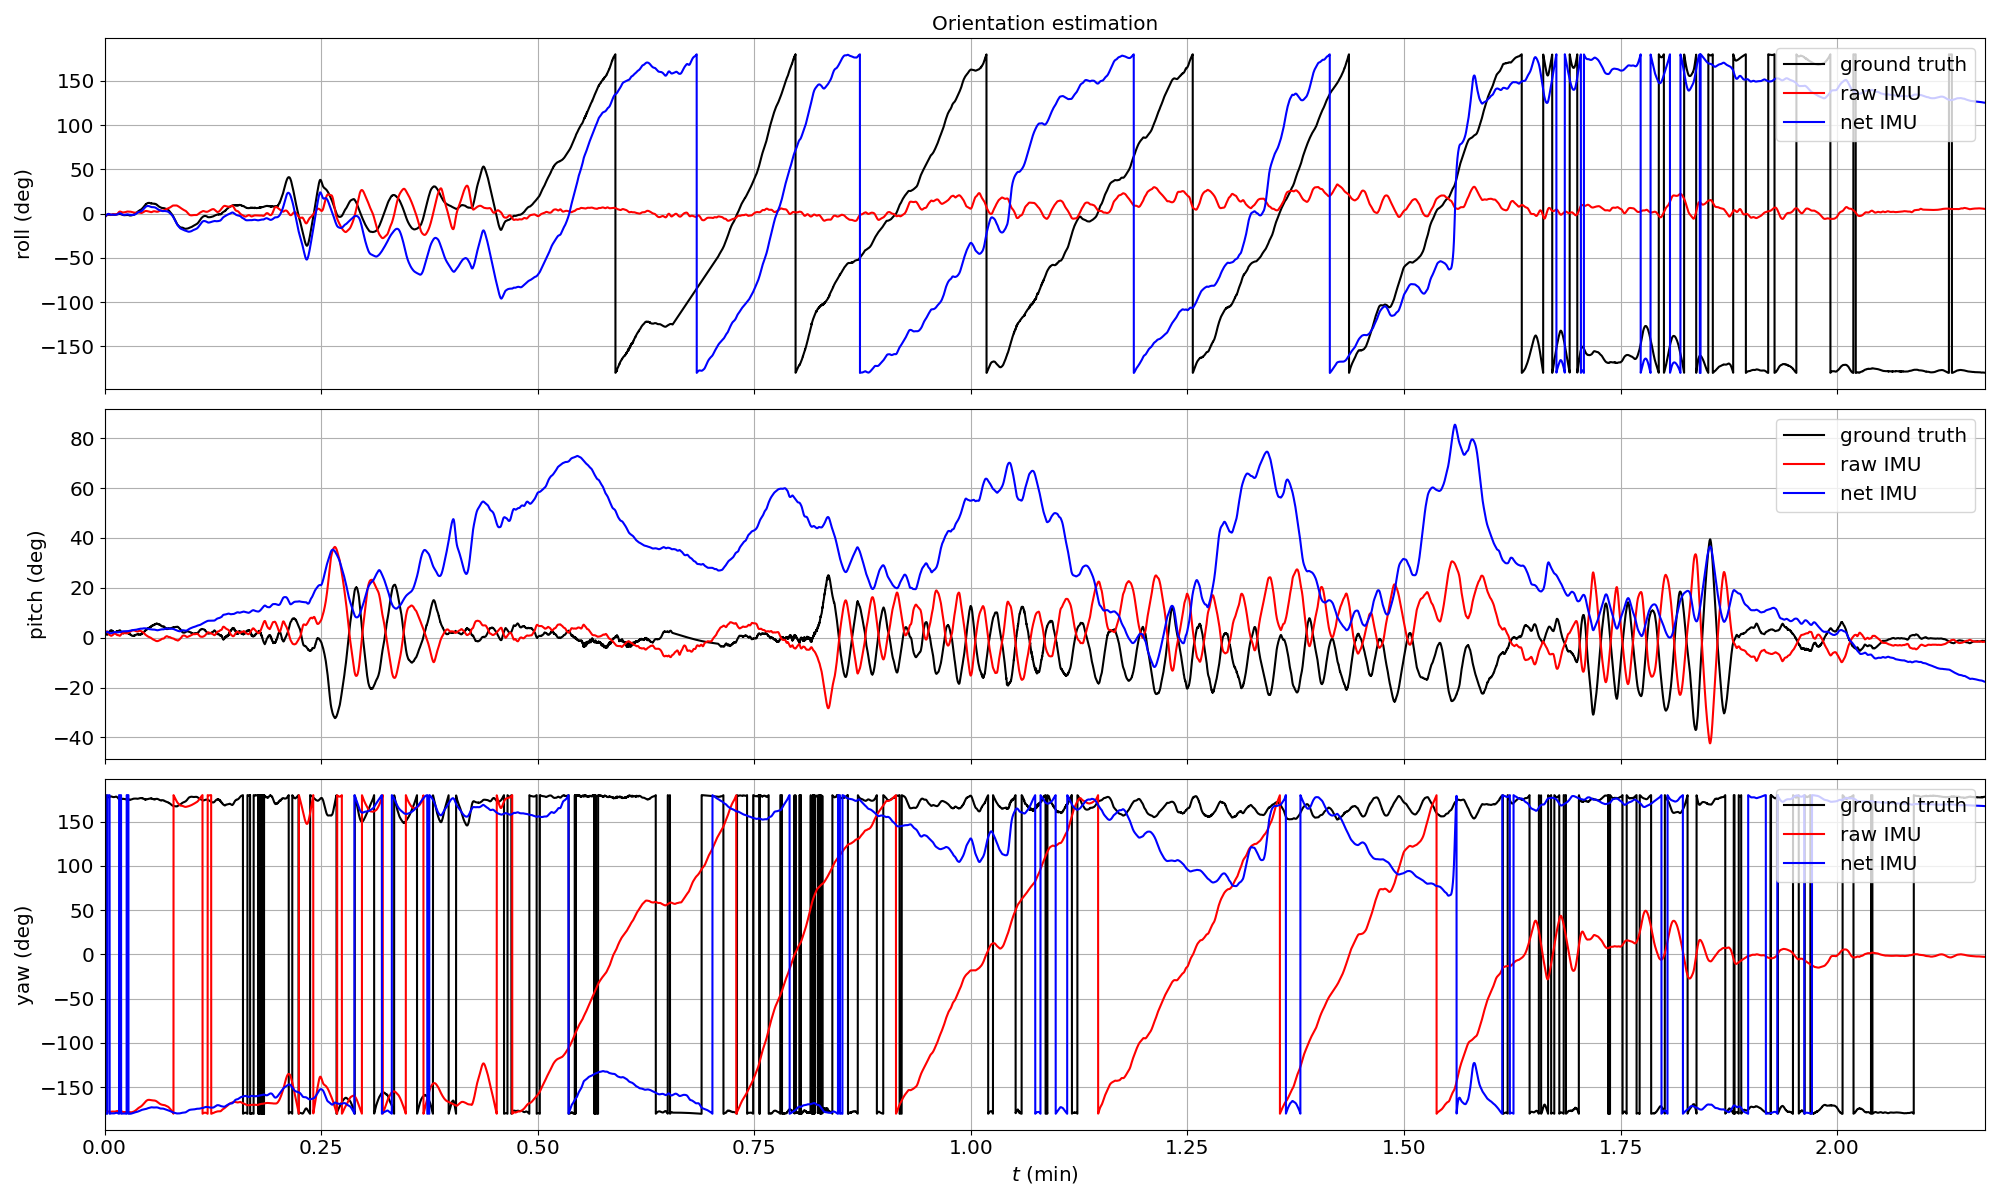 Orientation estimation
roll (deg)
150
100
50
0
−50
−100
−150
ground truth
raw IMU
net IMU
pitch (deg)
80
60
40
20
0
−20
−40
ground truth
raw IMU
net IMU
yaw (deg)
150
100
50
0
−50
−100
−150
ground truth
raw IMU
net IMU
0.00 0.25 0.50 0.75 1.00 1.25 1.50 1.75 2.00
t (min)